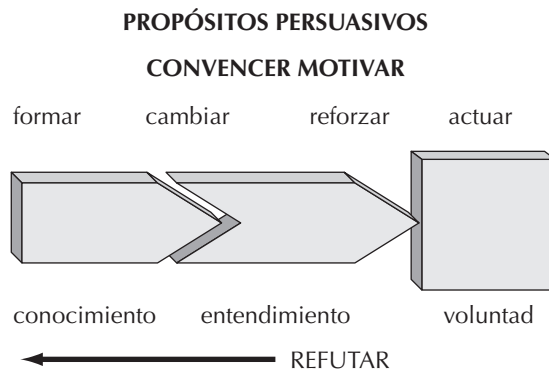 PROPÓSITOS PERSUASIVOS
CONVENCER MOTIVAR
formar cambiar reforzar actuar
conocimiento entendimiento voluntad
REFUTAR